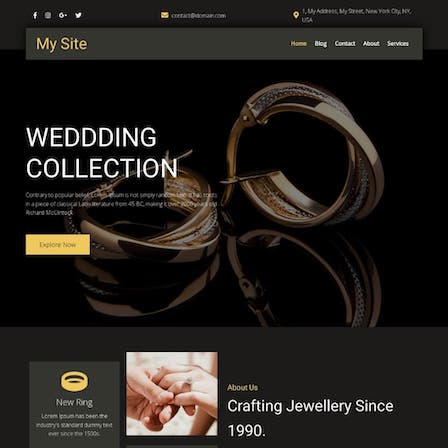 contact@domain.com
1, My Address, My Street, New York City, NY,
USA
My Site
Home Blog Contact About Services
WEDDDING
COLLECTION
Contrary to popular belief, Lorem Ipsum is not simply random text. It has roots
in a piece of classical Latin literature from 45 BC, making it over 2000 years old.
Richard McClintock
Explore Now
New Ring
Lorem Ipsum has been the
industry's standard dummy text
ever since the 1500s.
About Us
Crafting Jewellery Since
1990.